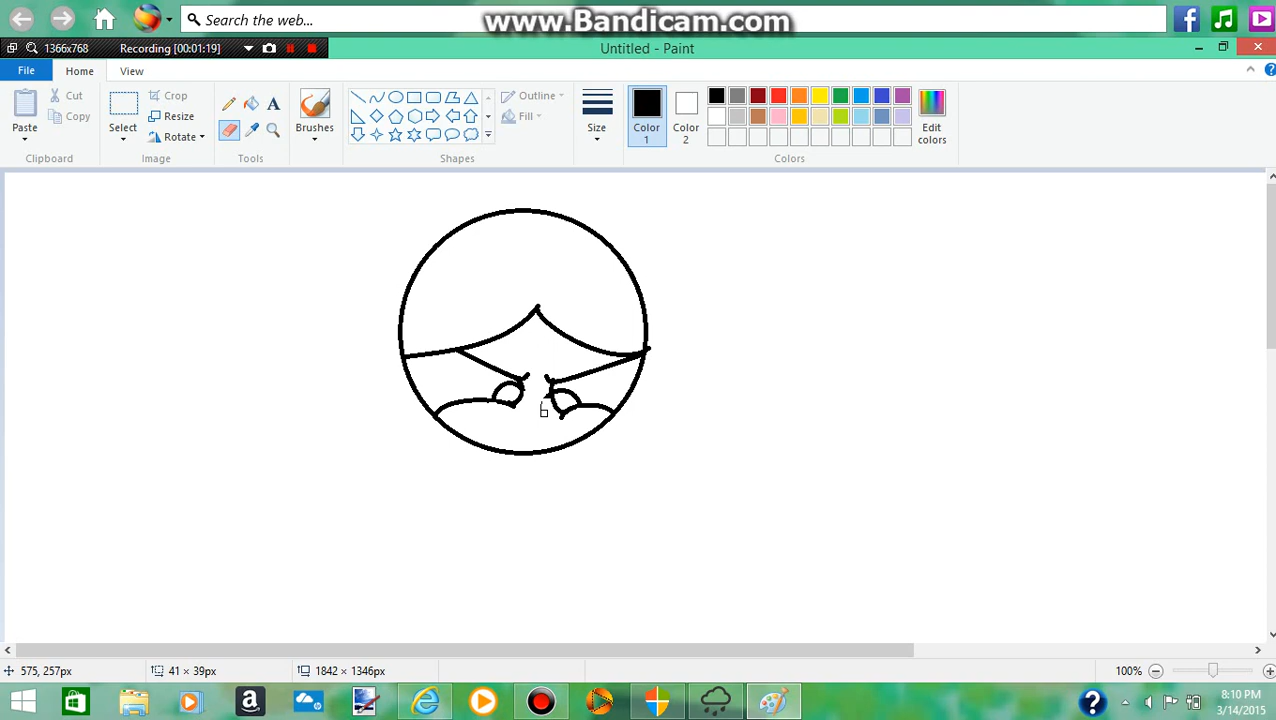 Search the web...
www.Bandicam.com
1366x768
Recording [00:01:19]
Untitled - Paint
File
Home
View
Paste
Cut
Copy
Clipboard
Select
Crop
Resize
Rotate
Image
A
Tools
Brushes
Outline
Fill
Shapes
Size
Color
1
Color
2
Edit
colors
Colors
575, 257px
41 × 39px
1842 × 1346px
100%
8:10 PM
3/14/2015